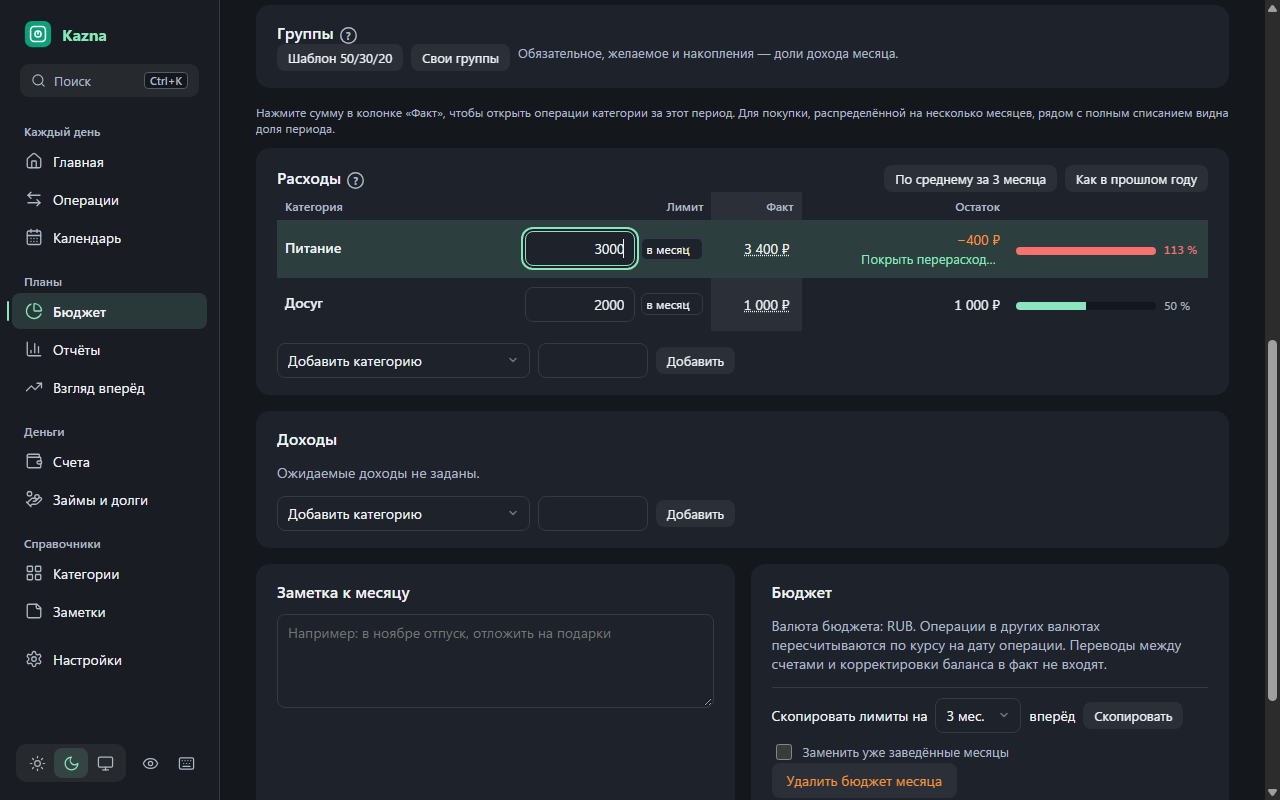 Kazna
Поиск
Ctrl+K
Каждый день
Главная
Операции
Календарь
Планы
Бюджет
Отчёты
Взгляд вперёд
Деньги
Счета
Займы и долги
Справочники
Категории
Заметки
Настройки
Группы ?
Шаблон 50/30/20
Свои группы
Обязательное, желаемое и накопления — доли дохода месяца.
Нажмите сумму в колонке «Факт», чтобы открыть операции категории за этот период. Для покупки, распределённой на несколько месяцев, рядом с полным списанием видна
доля периода.
Расходы ?
По среднему за 3 месяца
Как в прошлом году
Категория Лимит Факт Остаток
Питание 3000 в месяц 3 400 ₽ −400 ₽ 113 %
Покрыть перерасход...
Досуг 2000 в месяц 1 000 ₽ 1 000 ₽ 50 %
Добавить категорию
Добавить
Доходы
Ожидаемые доходы не заданы.
Добавить категорию
Добавить
Заметка к месяцу
Например: в ноябре отпуск, отложить на подарки
Бюджет
Валюта бюджета: RUB. Операции в других валютах
пересчитываются по курсу на дату операции. Переводы между
счетами и корректировки баланса в факт не входят.
Скопировать лимиты на 3 мес. вперёд Скопировать
Заменить уже заведённые месяцы
Удалить бюджет месяца